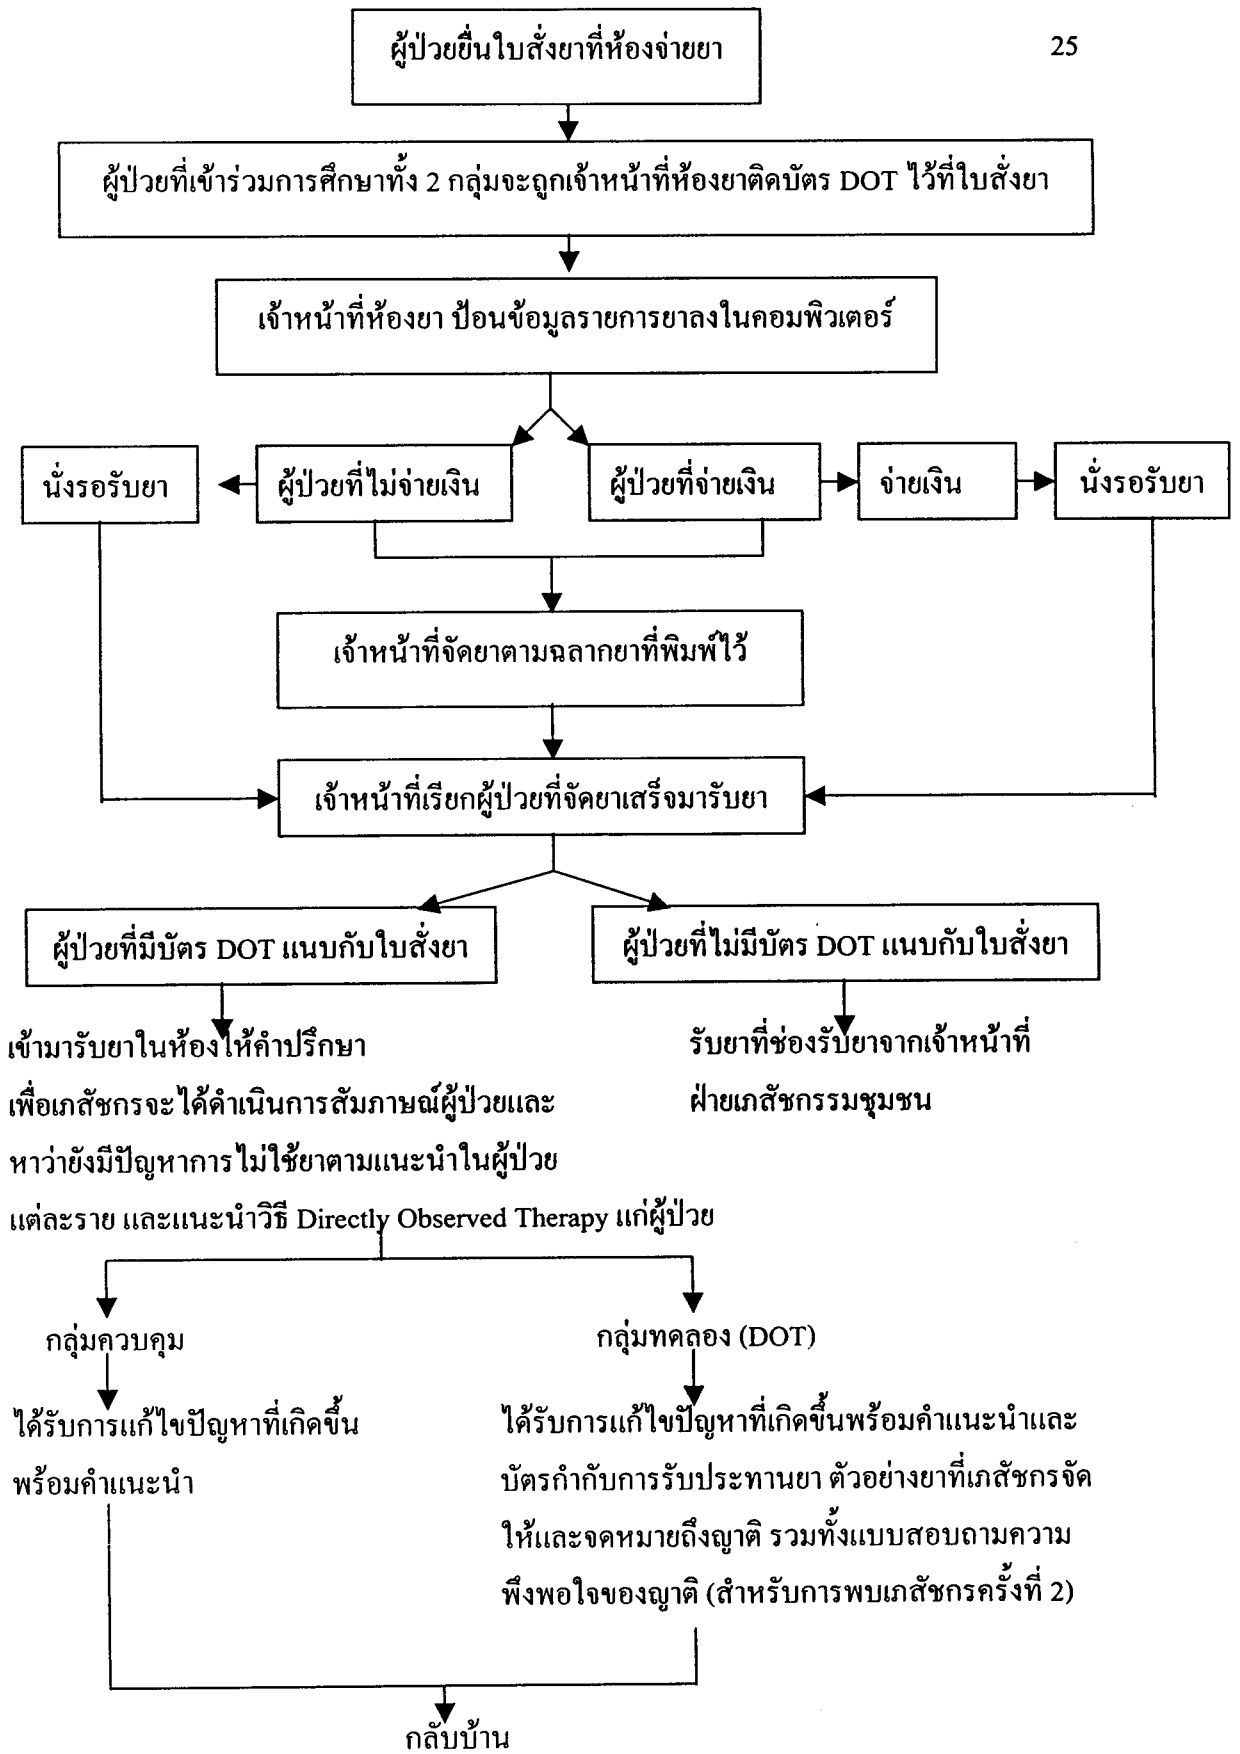 25
ผู้ป่วยยื่นใบสั่งยาที่ห้องจ่ายยา
ผู้ป่วยที่เข้าร่วมการศึกษาทั้ง 2 กลุ่มจะถูกเจ้าหน้าที่ห้องยาติดบัตร DOT ไว้ที่ใบสั่งยา
เจ้าหน้าที่ห้องยา ป้อนข้อมูลรายการยาลงในคอมพิวเตอร์
นั่งรอรับยา
ผู้ป่วยที่ไม่จ่ายเงิน
ผู้ป่วยที่จ่ายเงิน
จ่ายเงิน
นั่งรอรับยา
เจ้าหน้าที่จัดยาตามฉลากยาที่พิมพ์ไว้
เจ้าหน้าที่เรียกผู้ป่วยที่จัดยาเสร็จมารับยา
ผู้ป่วยที่มีบัตร DOT แนบกับใบสั่งยา
ผู้ป่วยที่ไม่มีบัตร DOT แนบกับใบสั่งยา
เข้ามารับยาในห้องให้คำปรึกษา
เพื่อเภสัชกรจะได้ดำเนินการสัมภาษณ์ผู้ป่วยและ
หาว่ายังมีปัญหาการไม่ใช้ยาตามแนะนำในผู้ป่วย
แต่ละราย และแนะนำวิธี Directly Observed Therapy แก่ผู้ป่วย
รับยาที่ช่องรับยาจากเจ้าหน้าที่
ฝ่ายเภสัชกรรมชุมชน
กลุ่มควบคุม
กลุ่มทดลอง (DOT)
ได้รับการแก้ไขปัญหาที่เกิดขึ้น
พร้อมคำแนะนำ
ได้รับการแก้ไขปัญหาที่เกิดขึ้นพร้อมคำแนะนำและ
บัตรกำกับการรับประทานยา ตัวอย่างยาที่เภสัชกรจัด
ให้และจดหมายถึงญาติ รวมทั้งแบบสอบถามความ
พึงพอใจของญาติ (สำหรับการพบเภสัชกรครั้งที่ 2)
กลับบ้าน